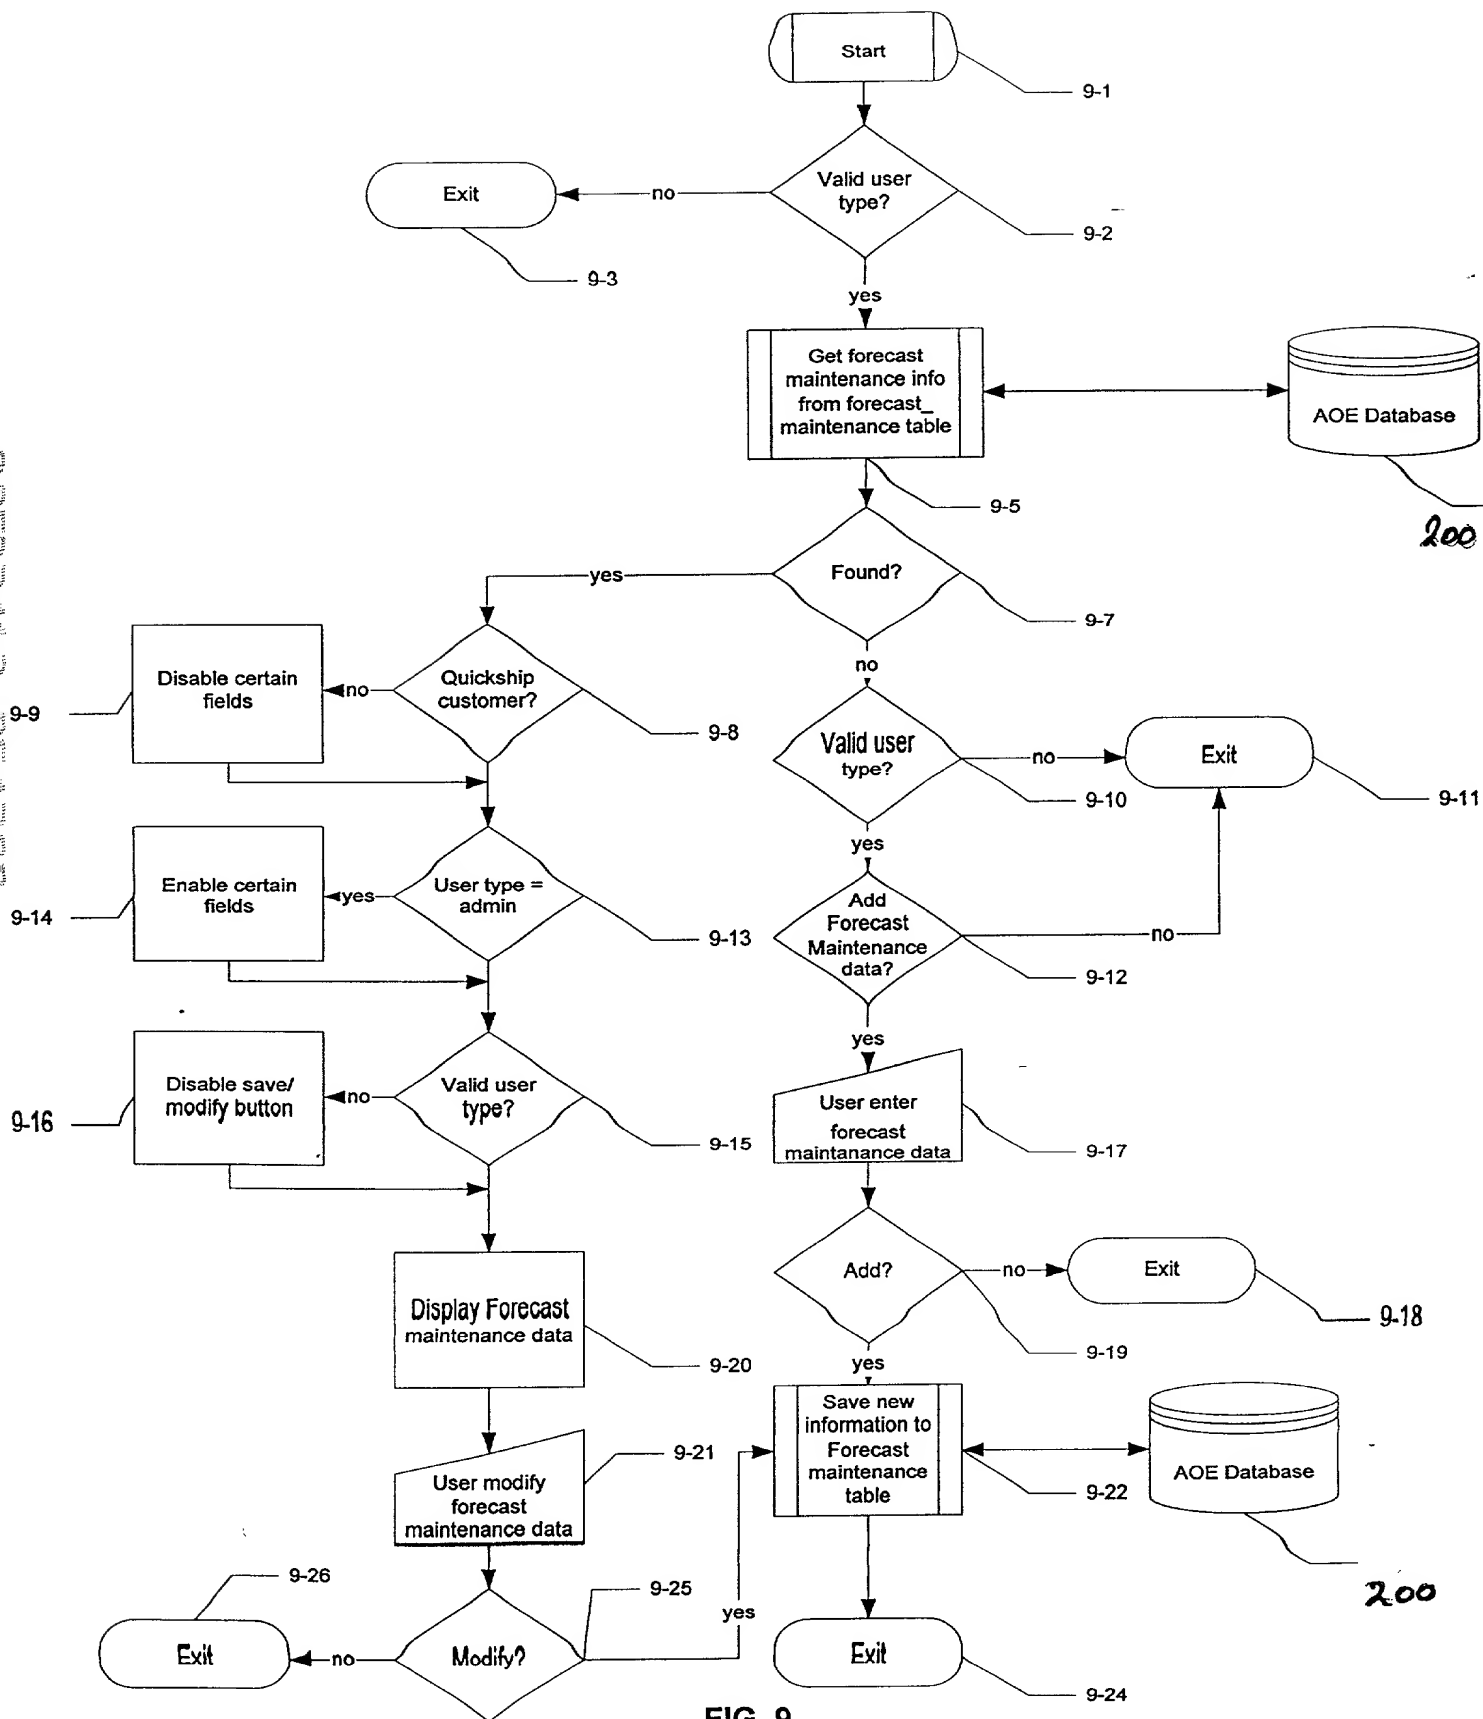 Start
9-1
Valid user
type?
no
Exit
9-2
9-3
yes
Get forecast
maintenance info
from forecast_
maintenance table
AOE Database
9-5
200
Found?
yes
9-7
no
Quickship
customer?
no
Disable certain
fields
9-9
9-8
Valid user
type?
no
Exit
9-10
9-11
yes
User type =
admin
yes
Enable certain
fields
9-14
9-13
Add
Forecast
Maintenance
data?
no
9-12
yes
Valid user
type?
no
Disable save/
modify button
9-16
9-15
User enter
forecast
maintanance data
9-17
Add?
no
Exit
9-18
9-19
yes
Display Forecast
maintenance data
9-20
Save new
information to
Forecast
maintenance
table
AOE Database
9-22
200
User modify
forecast
maintenance data
9-21
Modify?
9-25
yes
no
Exit
9-26
Exit
9-24
FIG. 9